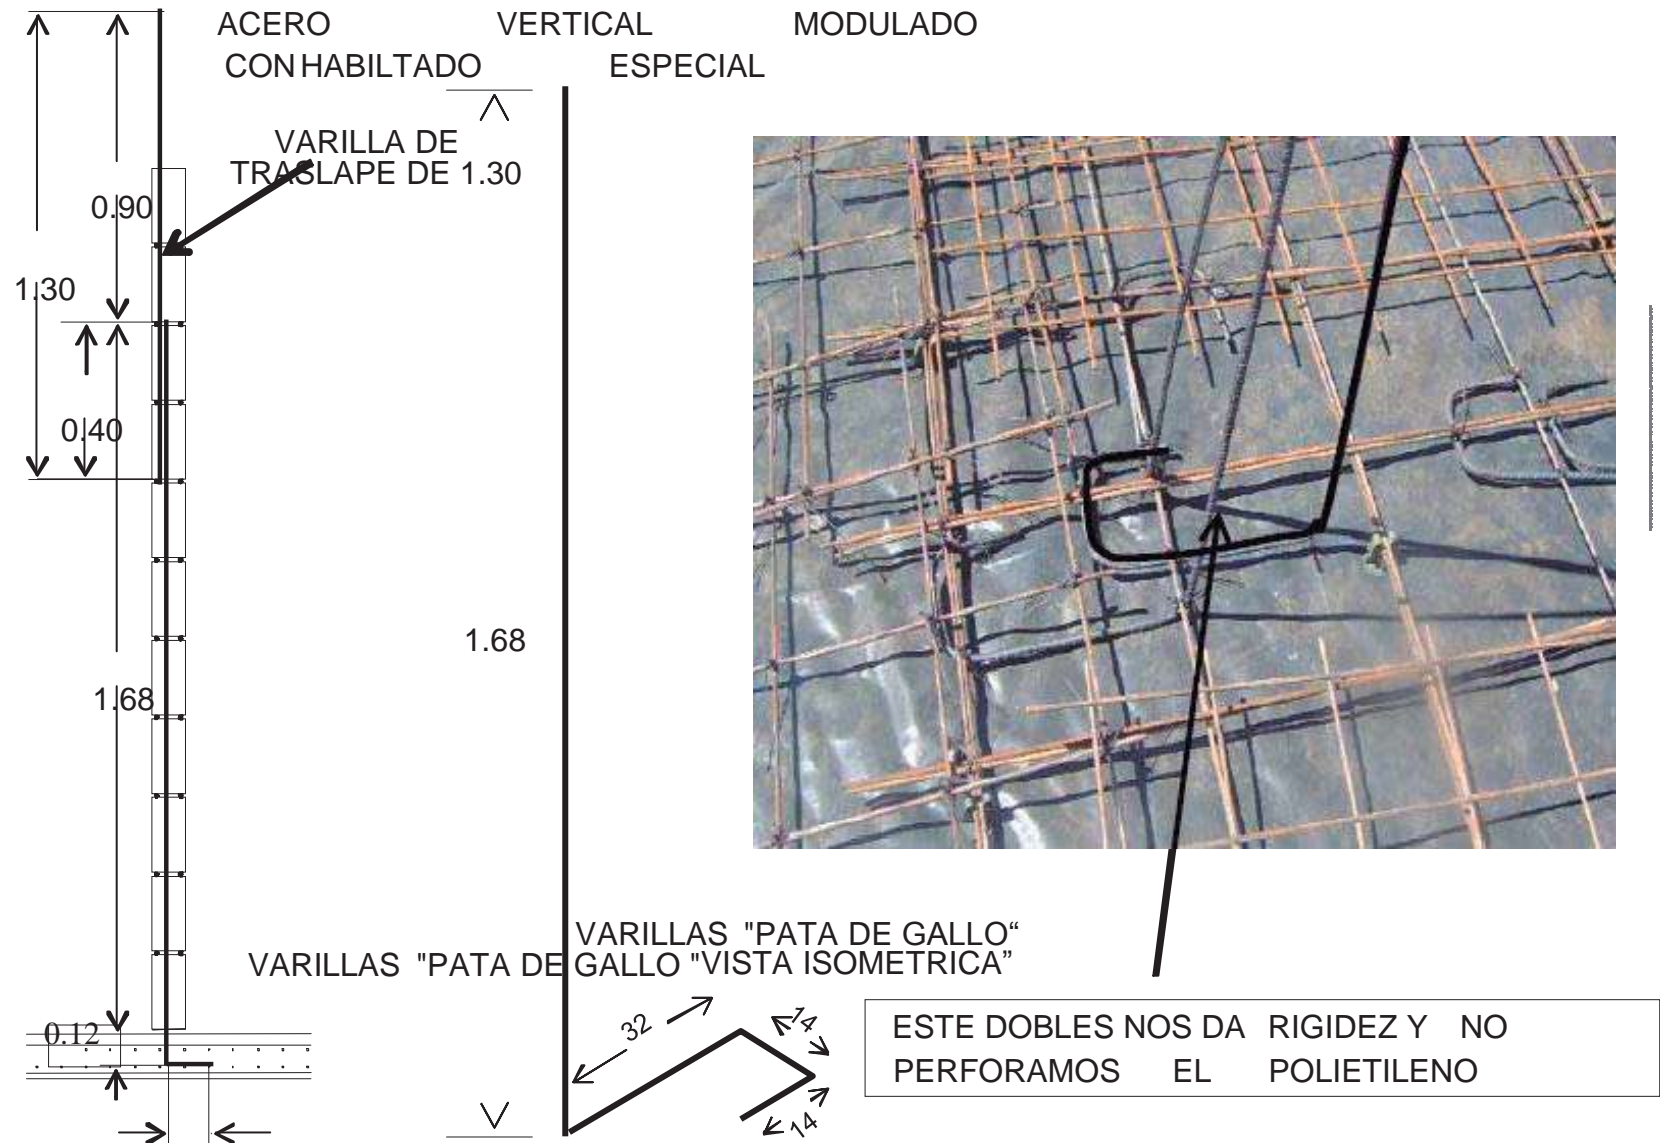 ACERO VERTICAL MODULADO
CON HABILTADO ESPECIAL
VARILLA DE
TRASLAPE DE 1.30
0.90
1.30
0.40
1.68
1.68
VARILLAS "PATA DE GALLO“
VARILLAS "PATA DE GALLO "VISTA ISOMETRICA”
0.12
32
14
14
ESTE DOBLES NOS DA RIGIDEZ Y NO
PERFORAMOS EL POLIETILENO